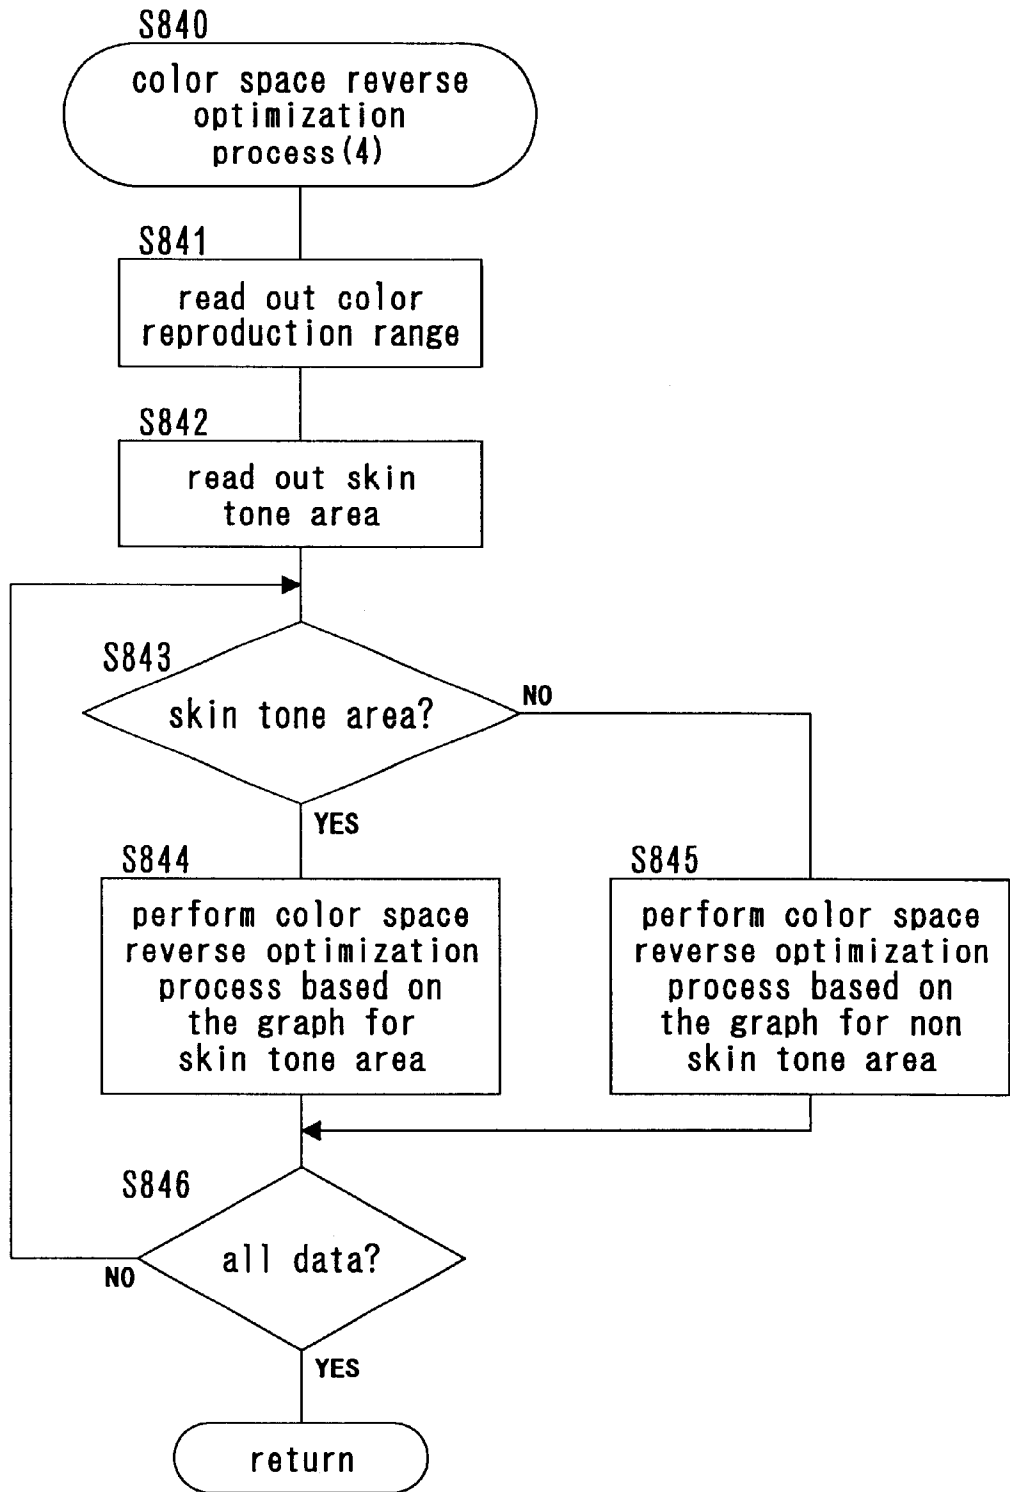 S840
color space reverse
optimization
process(4)
S841
read out color
reproduction range
S842
read out skin
tone area
S843
skin tone area?
NO
YES
S844
perform color space
reverse optimization
process based on
the graph for
skin tone area
S845
perform color space
reverse optimization
process based on
the graph for non
skin tone area
S846
all data?
NO
YES
return